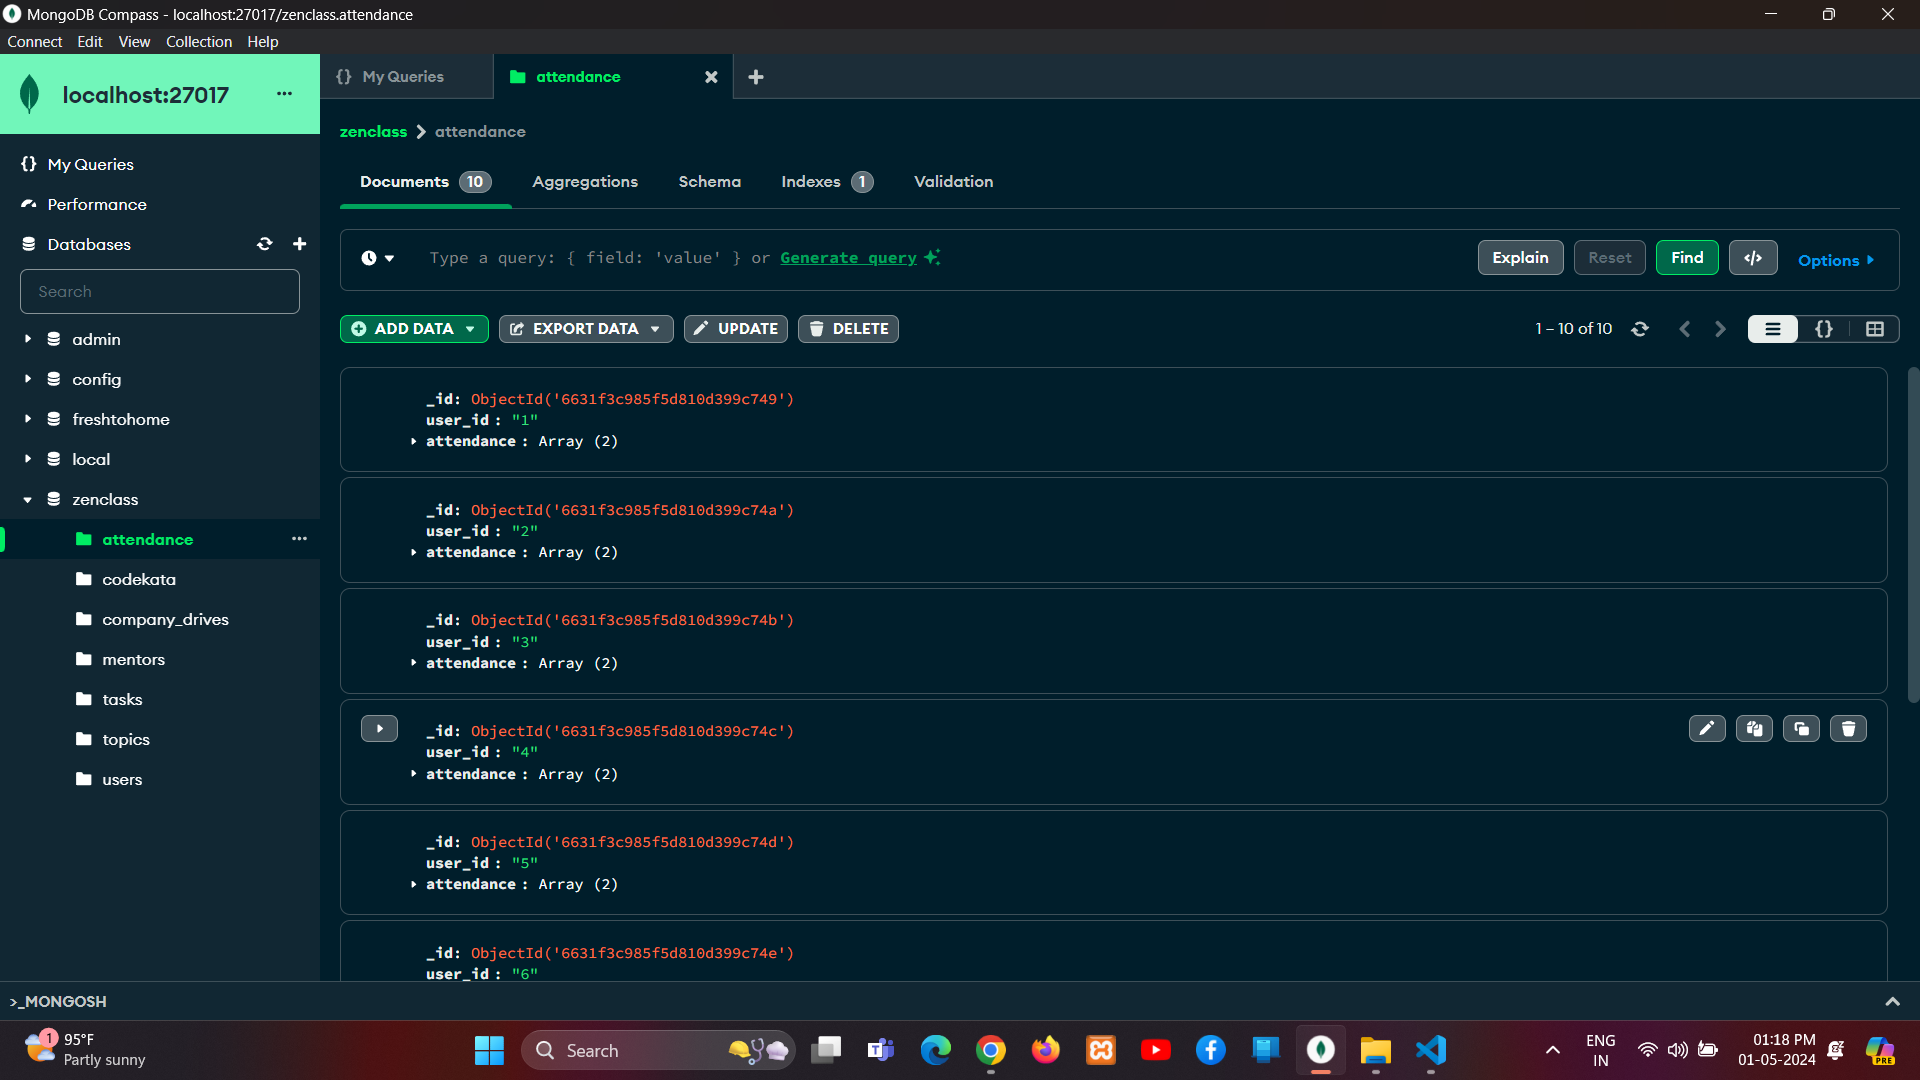 MongoDB Compass - localhost:27017/zenclass.attendance
Connect Edit View Collection Help
localhost:27017 ...
{} My Queries
Performance
Databases
Search
admin
config
freshtohome
local
zenclass
attendance ...
codekata
company_drives
mentors
tasks
topics
users
{} My Queries
attendance
zenclass > attendance
Documents 10 Aggregations Schema Indexes 1 Validation
Type a query: { field: 'value' } or Generate query
Explain Reset Find </> Options
ADD DATA EXPORT DATA UPDATE DELETE
1 – 10 of 10 {}
_id: ObjectId('6631f3c985f5d810d399c749')
user_id : "1"
attendance : Array (2)
_id: ObjectId('6631f3c985f5d810d399c74a')
user_id : "2"
attendance : Array (2)
_id: ObjectId('6631f3c985f5d810d399c74b')
user_id : "3"
attendance : Array (2)
_id: ObjectId('6631f3c985f5d810d399c74c')
user_id : "4"
attendance : Array (2)
_id: ObjectId('6631f3c985f5d810d399c74d')
user_id : "5"
attendance : Array (2)
_id: ObjectId('6631f3c985f5d810d399c74e')
user_id : "6"
>_MONGOSH
1
95°F
Partly sunny
Search
ENG
IN
01:18 PM
01-05-2024
PRE